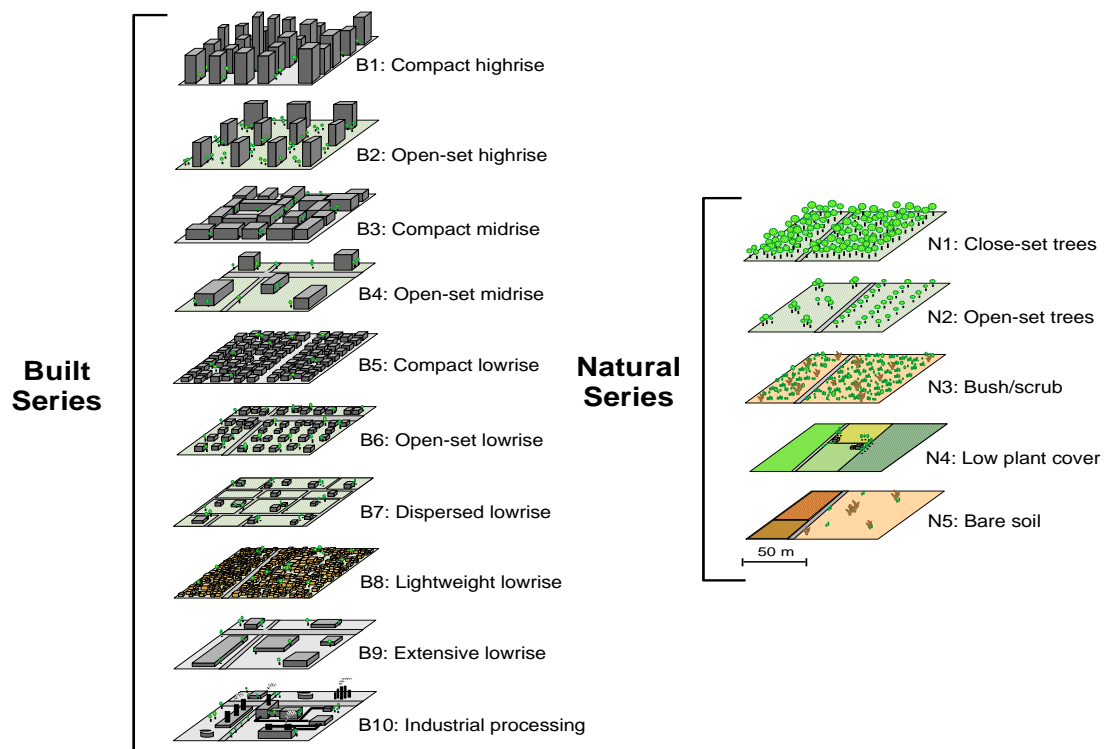 Built
Series
B1: Compact highrise
B2: Open-set highrise
B3: Compact midrise
B4: Open-set midrise
B5: Compact lowrise
B6: Open-set lowrise
B7: Dispersed lowrise
B8: Lightweight lowrise
B9: Extensive lowrise
B10: Industrial processing
Natural
Series
N1: Close-set trees
N2: Open-set trees
N3: Bush/scrub
N4: Low plant cover
N5: Bare soil
50 m